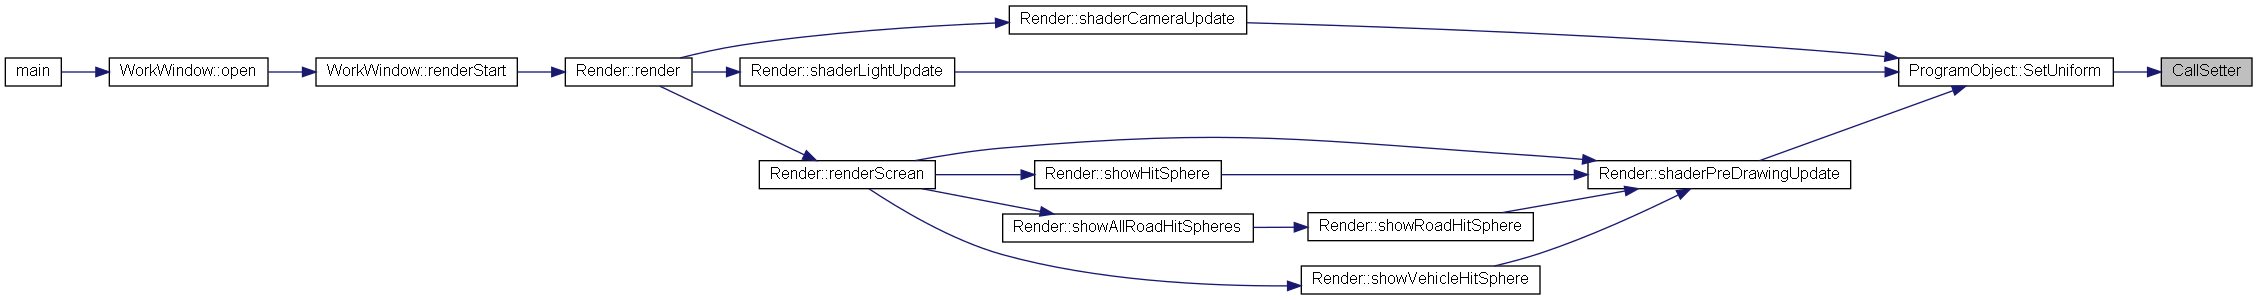 main
WorkWindow::open
WorkWindow::renderStart
Render::render
Render::shaderCameraUpdate
Render::shaderLightUpdate
ProgramObject::SetUniform
CallSetter
Render::renderScrean
Render::showHitSphere
Render::shaderPreDrawingUpdate
Render::showAllRoadHitSpheres
Render::showRoadHitSphere
Render::showVehicleHitSphere